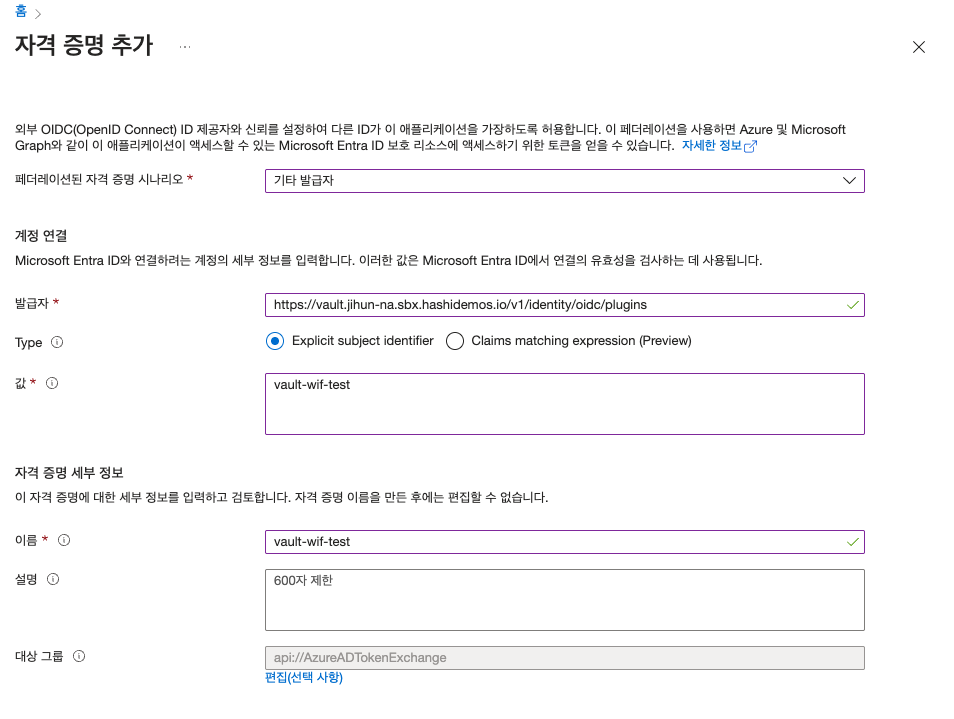 홈
자격 증명 추가
외부 OIDC(OpenID Connect) ID 제공자와 신뢰를 설정하여 다른 ID가 이 애플리케이션을 가장하도록 허용합니다. 이 페더레이션을 사용하면 Azure 및 Microsoft
Graph와 같이 이 애플리케이션이 액세스할 수 있는 Microsoft Entra ID 보호 리소스에 액세스하기 위한 토큰을 얻을 수 있습니다. 자세한 정보
페더레이션된 자격 증명 시나리오 * 기타 발급자
계정 연결
Microsoft Entra ID와 연결하려는 계정의 세부 정보를 입력합니다. 이러한 값은 Microsoft Entra ID에서 연결의 유효성을 검사하는 데 사용됩니다.
발급자 * https://vault.jihun-na.sbx.hashidemos.io/v1/identity/oidc/plugins
Type Explicit subject identifier Claims matching expression (Preview)
값 * vault-wif-test
자격 증명 세부 정보
이 자격 증명에 대한 세부 정보를 입력하고 검토합니다. 자격 증명 이름을 만든 후에는 편집할 수 없습니다.
이름 * vault-wif-test
설명 600자 제한
대상 그룹 api://AzureADTokenExchange
편집(선택 사항)